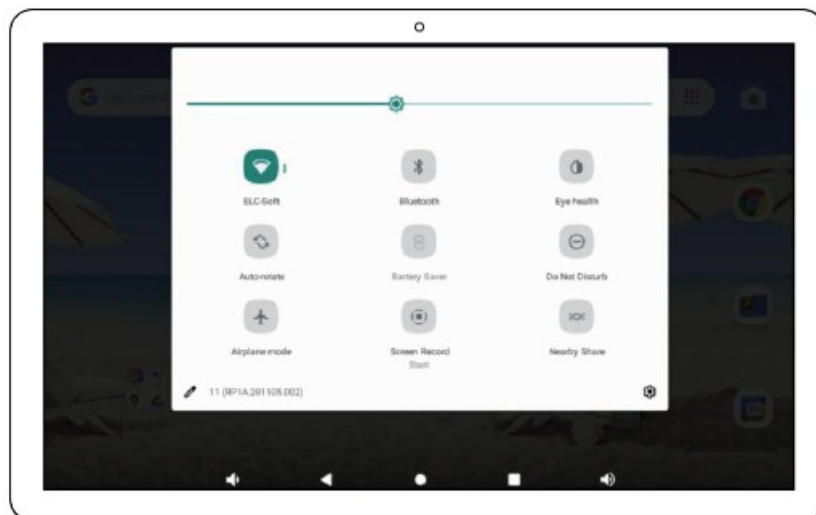 ELC-Soft
Bluetooth
Eye health
Auto-rotate
Battery Saver
Do Not Disturb
Airplane mode
Screen Record
Start
Nearby Share
11 (RP1A.201105.002)
31